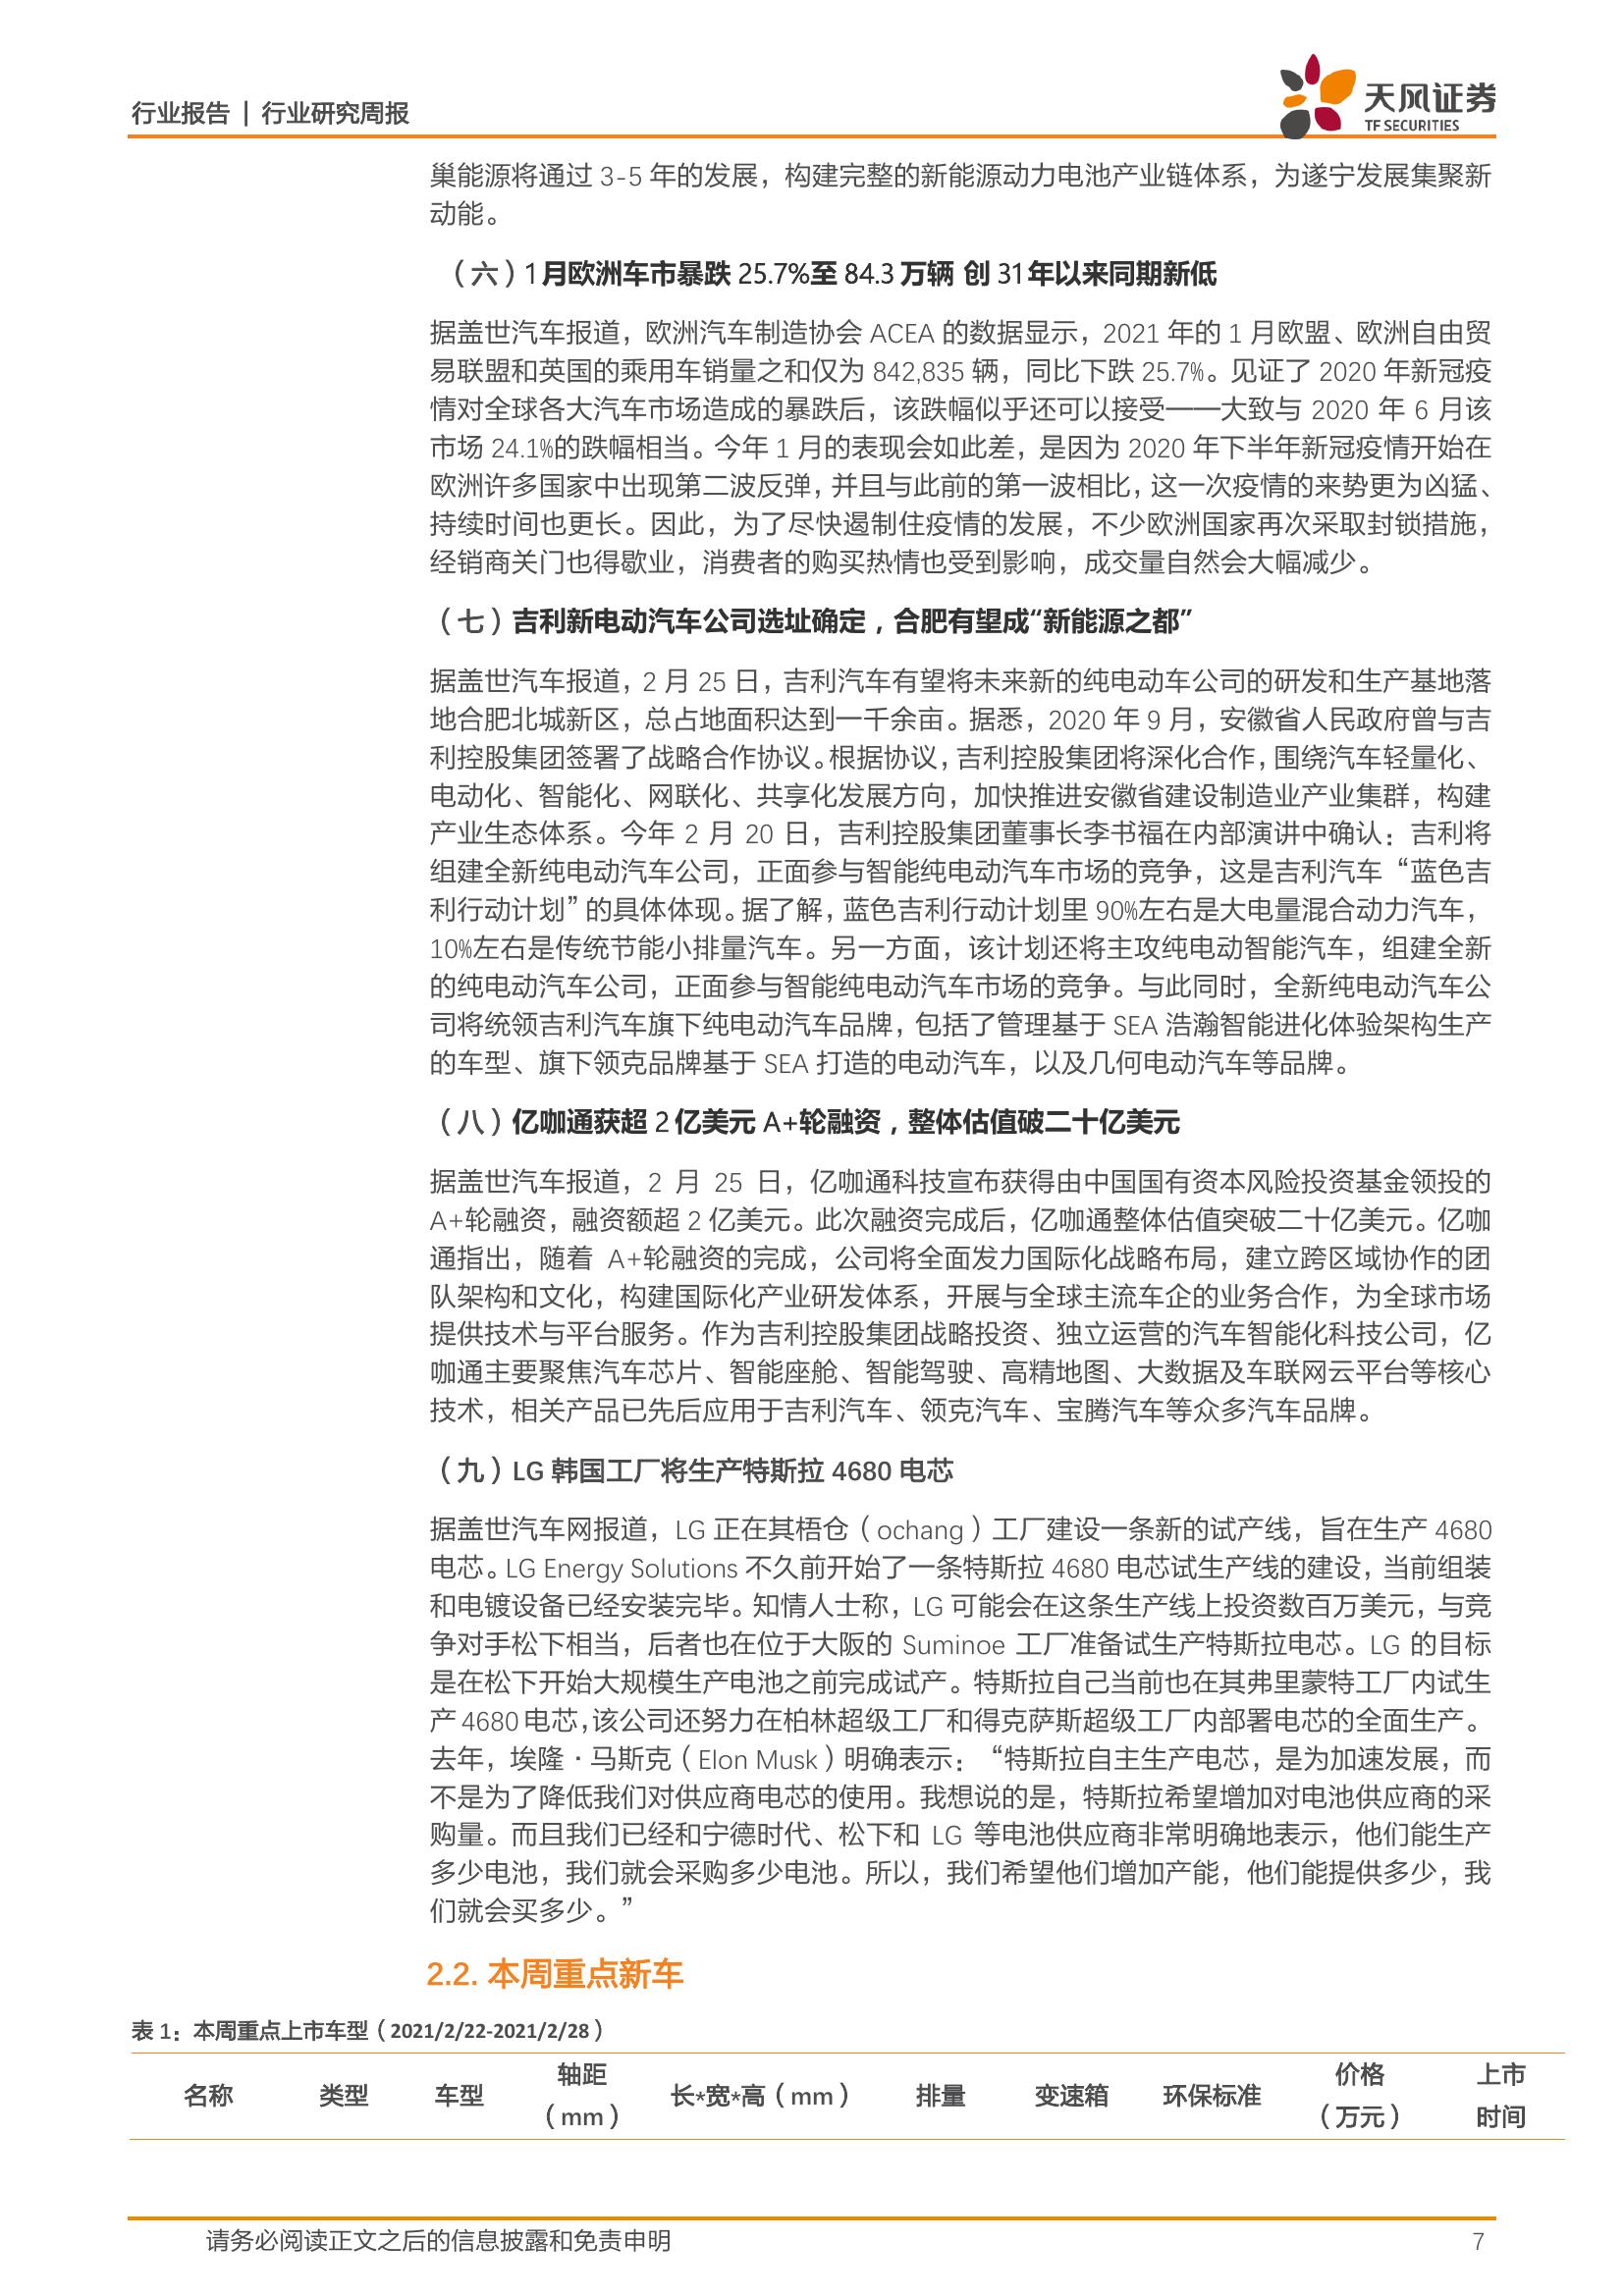 行业报告 | 行业研究周报
天风证券
TF SECURITIES
巢能源将通过 3-5 年的发展，构建完整的新能源动力电池产业链体系，为遂宁发展集聚新
动能。
（六）1月欧洲车市暴跌 25.7%至 84.3 万辆 创 31年以来同期新低
据盖世汽车报道，欧洲汽车制造协会 ACEA 的数据显示，2021 年的 1 月欧盟、欧洲自由贸
易联盟和英国的乘用车销量之和仅为 842,835 辆，同比下跌 25.7%。见证了 2020 年新冠疫
情对全球各大汽车市场造成的暴跌后，该跌幅似乎还可以接受——大致与 2020 年 6 月该
市场 24.1%的跌幅相当。今年 1 月的表现会如此差，是因为 2020 年下半年新冠疫情开始在
欧洲许多国家中出现第二波反弹，并且与此前的第一波相比，这一次疫情的来势更为凶猛、
持续时间也更长。因此，为了尽快遏制住疫情的发展，不少欧洲国家再次采取封锁措施，
经销商关门也得歇业，消费者的购买热情也受到影响，成交量自然会大幅减少。
（七）吉利新电动汽车公司选址确定，合肥有望成“新能源之都”
据盖世汽车报道，2 月 25 日，吉利汽车有望将未来新的纯电动车公司的研发和生产基地落
地合肥北城新区，总占地面积达到一千余亩。据悉，2020 年 9 月，安徽省人民政府曾与吉
利控股集团签署了战略合作协议。根据协议，吉利控股集团将深化合作，围绕汽车轻量化、
电动化、智能化、网联化、共享化发展方向，加快推进安徽省建设制造业产业集群，构建
产业生态体系。今年 2 月 20 日，吉利控股集团董事长李书福在内部演讲中确认：吉利将
组建全新纯电动汽车公司，正面参与智能纯电动汽车市场的竞争，这是吉利汽车 “蓝色吉
利行动计划” 的具体体现。据了解，蓝色吉利行动计划里 90%左右是大电量混合动力汽车，
10%左右是传统节能小排量汽车。另一方面，该计划还将主攻纯电动智能汽车，组建全新
的纯电动汽车公司，正面参与智能纯电动汽车市场的竞争。与此同时，全新纯电动汽车公
司将统领吉利汽车旗下纯电动汽车品牌，包括了管理基于 SEA 浩瀚智能进化体验架构生产
的车型、旗下领克品牌基于 SEA 打造的电动汽车，以及几何电动汽车等品牌。
（八）亿咖通获超 2 亿美元 A+轮融资，整体估值破二十亿美元
据盖世汽车报道，2 月 25 日，亿咖通科技宣布获得由中国国有资本风险投资基金领投的
A+轮融资，融资额超 2 亿美元。此次融资完成后，亿咖通整体估值突破二十亿美元。亿咖
通指出，随着 A+轮融资的完成，公司将全面发力国际化战略布局，建立跨区域协作的团
队架构和文化，构建国际化产业研发体系，开展与全球主流车企的业务合作，为全球市场
提供技术与平台服务。作为吉利控股集团战略投资、独立运营的汽车智能化科技公司，亿
咖通主要聚焦汽车芯片、智能座舱、智能驾驶、高精地图、大数据及车联网云平台等核心
技术，相关产品已先后应用于吉利汽车、领克汽车、宝腾汽车等众多汽车品牌。
（九）LG 韩国工厂将生产特斯拉 4680 电芯
据盖世汽车网报道，LG 正在其梧仓（ochang）工厂建设一条新的试产线，旨在生产 4680
电芯。LG Energy Solutions 不久前开始了一条特斯拉 4680 电芯试生产线的建设，当前组装
和电镀设备已经安装完毕。知情人士称，LG 可能会在这条生产线上投资数百万美元，与竞
争对手松下相当，后者也在位于大阪的 Suminoe 工厂准备试生产特斯拉电芯。LG 的目标
是在松下开始大规模生产电池之前完成试产。特斯拉自己当前也在其弗里蒙特工厂内试生
产 4680 电芯，该公司还努力在柏林超级工厂和得克萨斯超级工厂内部署电芯的全面生产。
去年，埃隆·马斯克（Elon Musk）明确表示：“特斯拉自主生产电芯，是为加速发展，而
不是为了降低我们对供应商电芯的使用。我想说的是，特斯拉希望增加对电池供应商的采
购量。而且我们已经和宁德时代、松下和 LG 等电池供应商非常明确地表示，他们能生产
多少电池，我们就会采购多少电池。所以，我们希望他们增加产能，他们能提供多少，我
们就会买多少。”
2.2. 本周重点新车
表 1：本周重点上市车型（2021/2/22-2021/2/28）
名称 类型 车型 轴距（mm） 长*宽*高（mm） 排量 变速箱 环保标准 价格（万元） 上市时间
请务必阅读正文之后的信息披露和免责申明 7